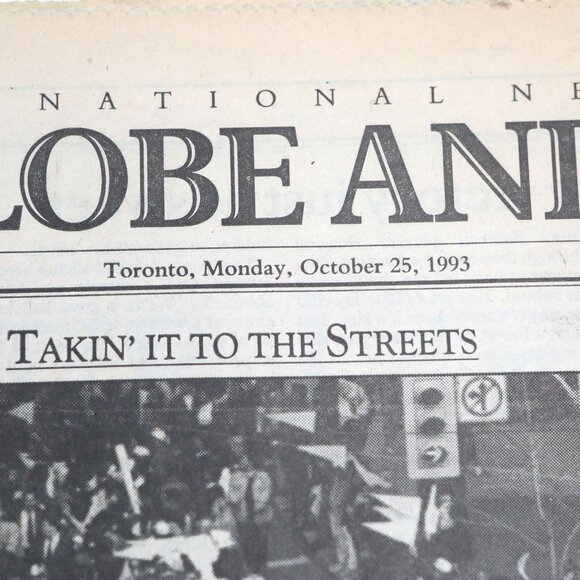 NATIONAL NE
LOBE AND
Toronto, Monday, October 25, 1993
TAKIN' IT TO THE STREETS